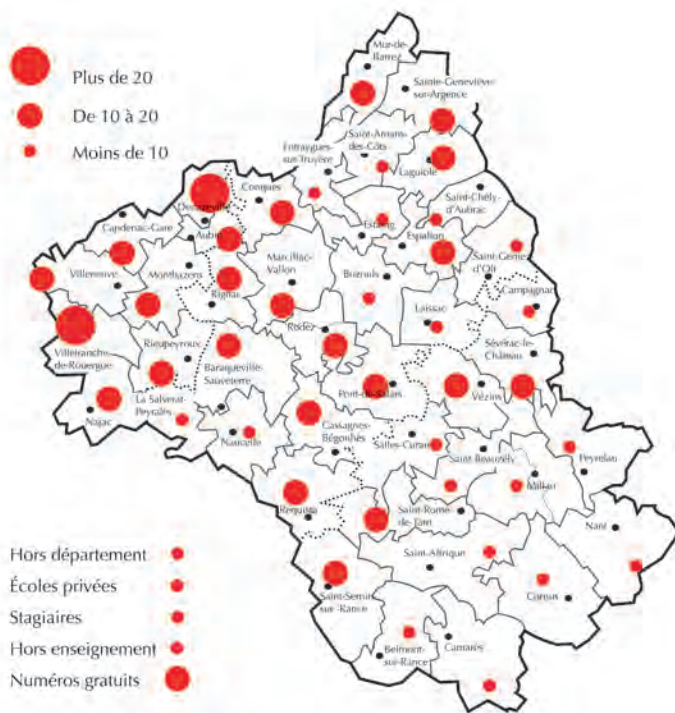 Plus de 20
De 10 à 20
Moins de 10
Mur-de-
Barrez
Sainte-Geneviève-
sur-Argence
Saint-Amans-
des-Côts
Entraygues-
sur-Truyère
Laguiole
Conques
Saint-Chély-
d'Aubrac
Decazeville
Capdenac-Gare
Aubin
Estaing
Espalion
Marcillac-
Vallon
Saint-Geniez-
d'Olt
Villeneuve
Montbazens
Bozouls
Campagnac
Rignac
Laissac
Rodez
Rieupeyroux
Sévérac-le-
Château
Villefranche-
de-Rouergue
Baraqueville-
Sauveterre
Pont-de-Salars
Vézins
La Salvetat-
Peyralès
Najac
Cassagnes-
Bégonhès
Naucelle
Salles-Curan
Saint-Beauzély
Peyreleau
Millau
Requista
Saint-Rome-
de-Tarn
Nant
Saint-Affrique
Cornus
Saint-Sernin
sur-Rance
Camarès
Belmont-
sur-Rance
Hors département
Écoles privées
Stagiaires
Hors enseignement
Numéros gratuits